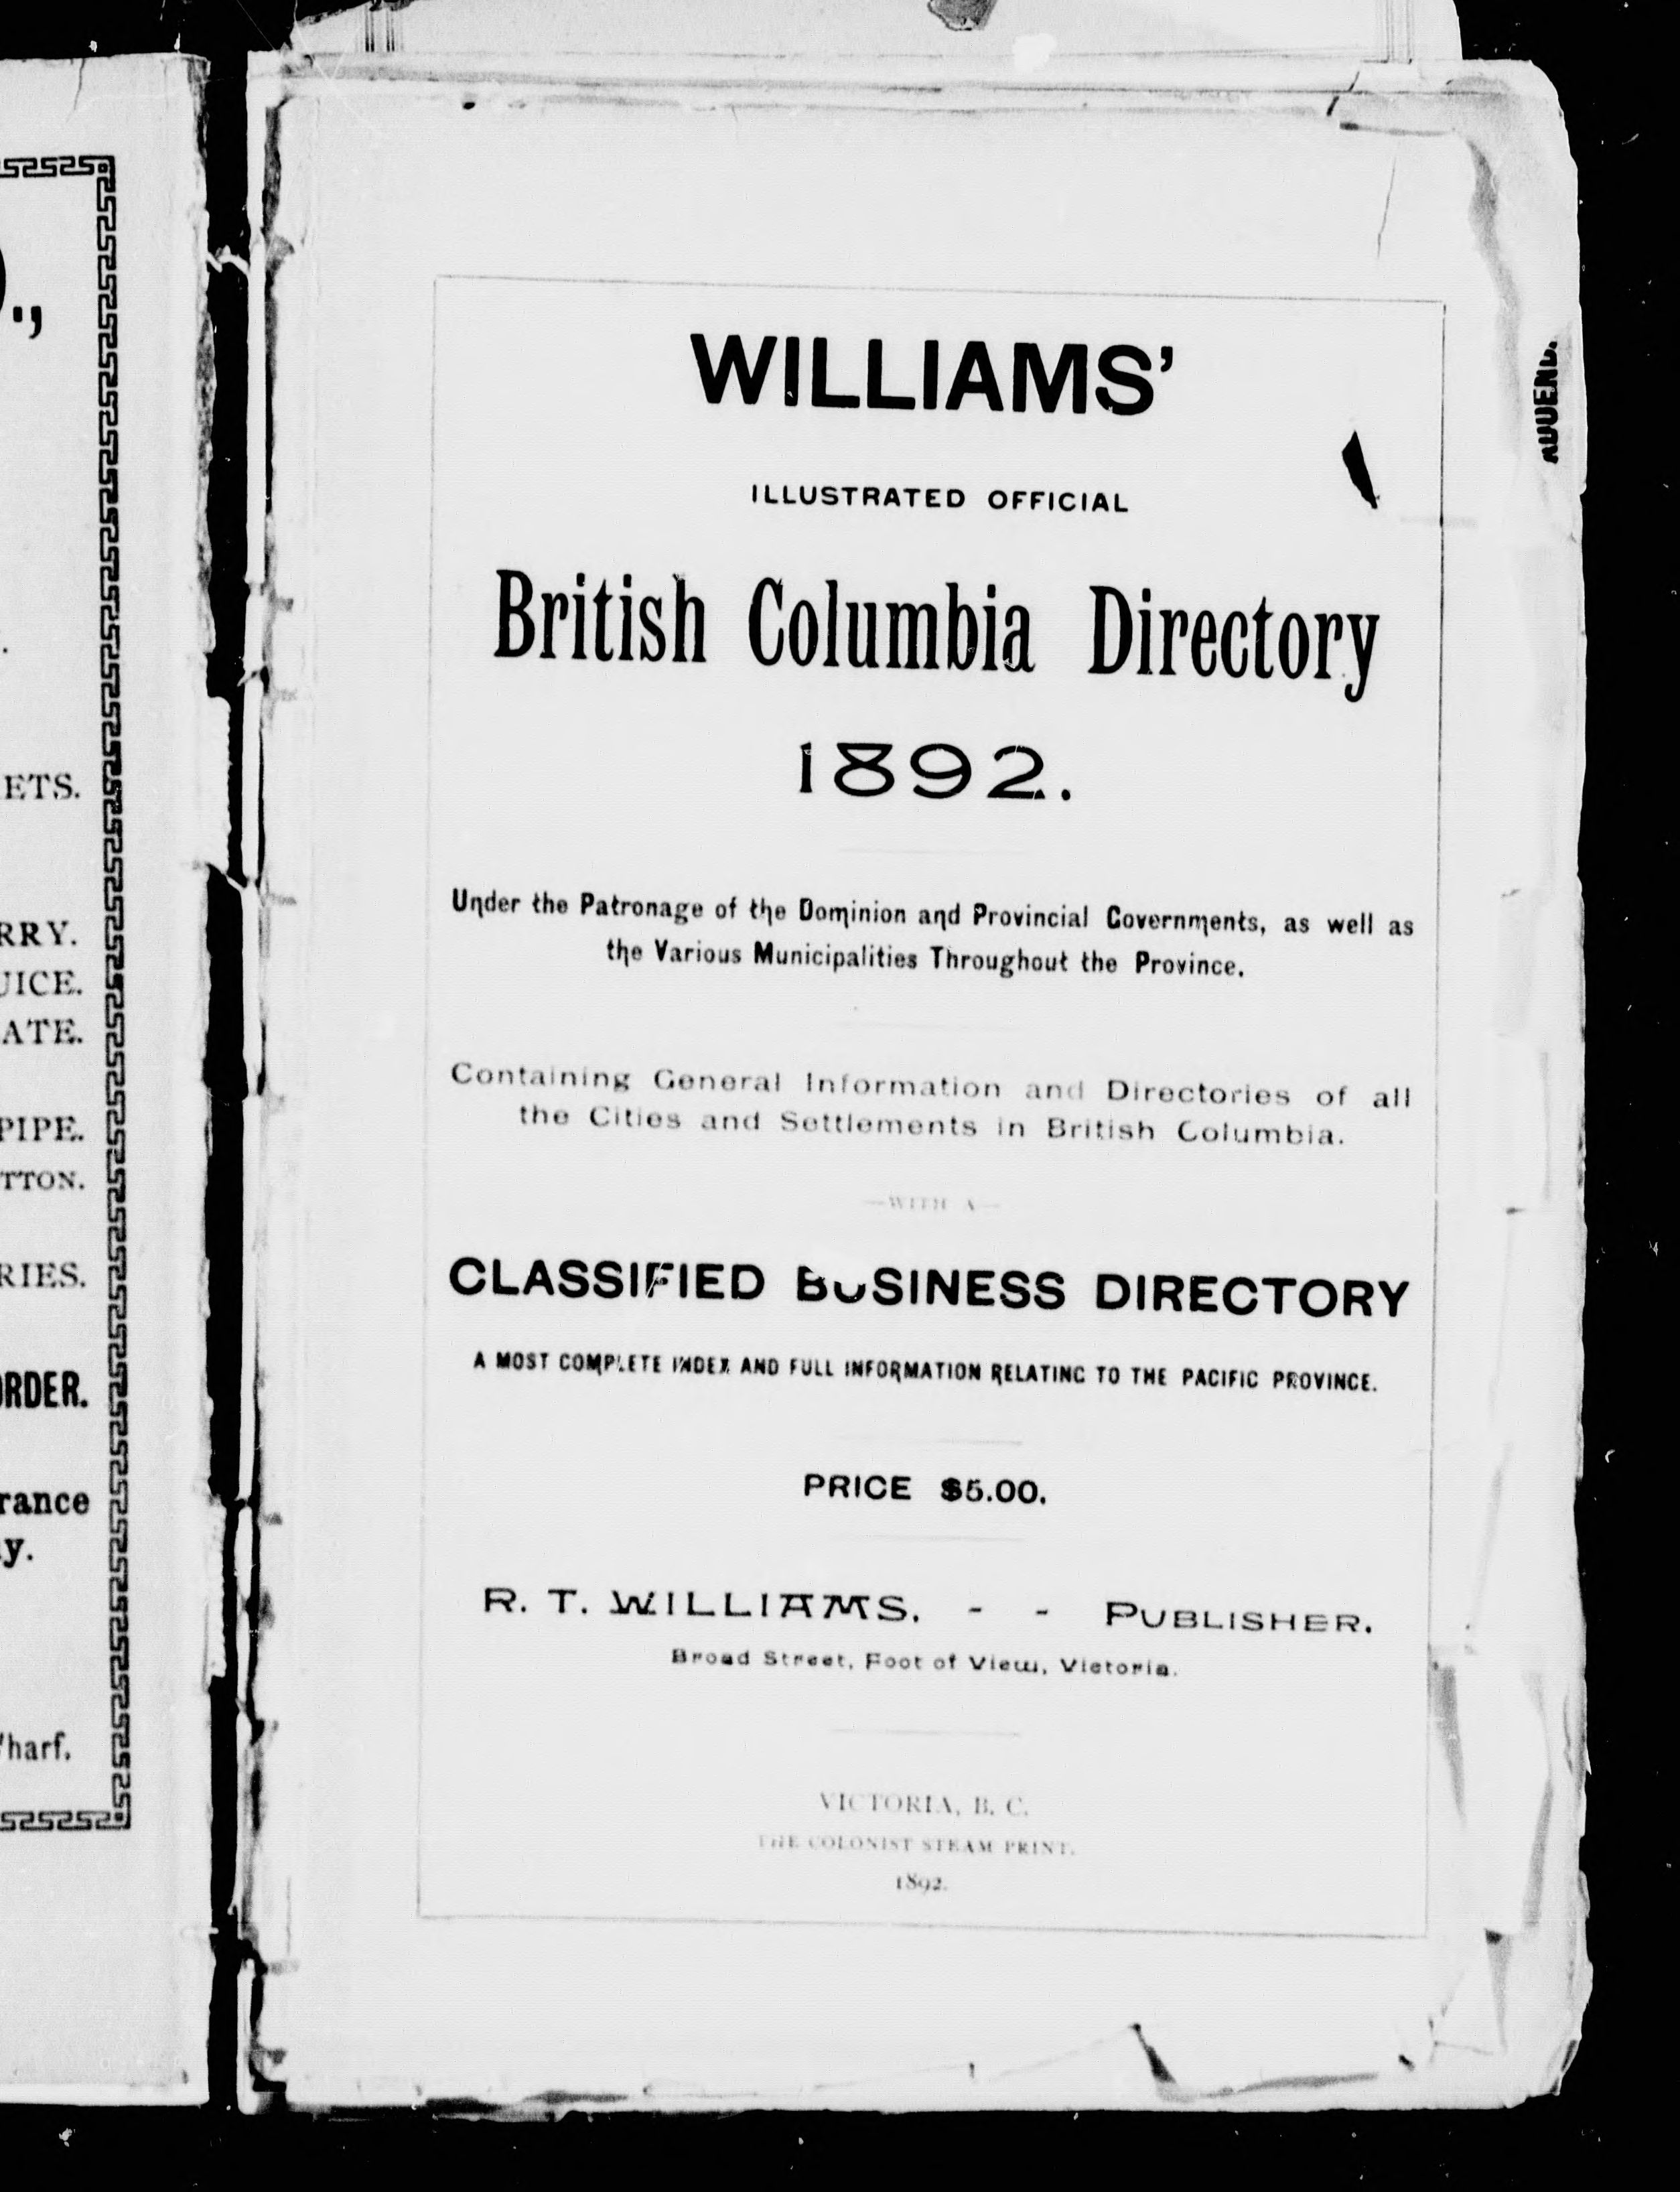 .,
ETS.
RRY.
UICE.
ATE.
PIPE.
TTON.
RIES.
ORDER.
rance
y.
harf.
WILLIAMS'
ILLUSTRATED OFFICIAL
British Columbia Directory
1892.
Under the Patronage of the Dominion and Provincial Governments, as well as
the Various Municipalities Throughout the Province.
Containing General Information and Directories of all
the Cities and Settlements in British Columbia.
—WITH A—
CLASSIFIED BUSINESS DIRECTORY
A MOST COMPLETE INDEX AND FULL INFORMATION RELATING TO THE PACIFIC PROVINCE.
PRICE $5.00.
R. T. WILLIAMS. - - PUBLISHER.
Broad Street, Foot of View, Victoria.
VICTORIA, B. C.
THE COLONIST STEAM PRINT.
1892.